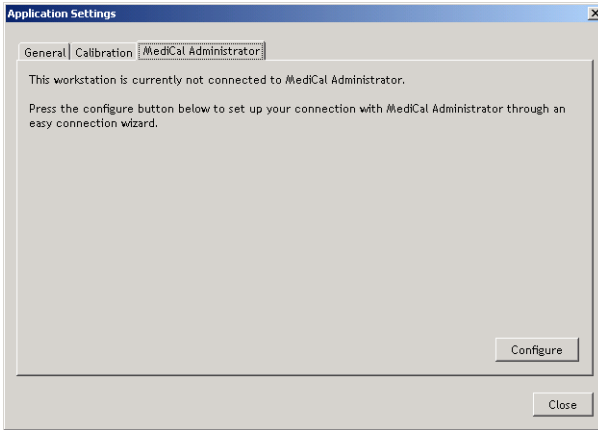 Application Settings
General Calibration MediCal Administrator
This workstation is currently not connected to MediCal Administrator.
Press the configure button below to set up your connection with MediCal Administrator through an
easy connection wizard.
Configure
Close